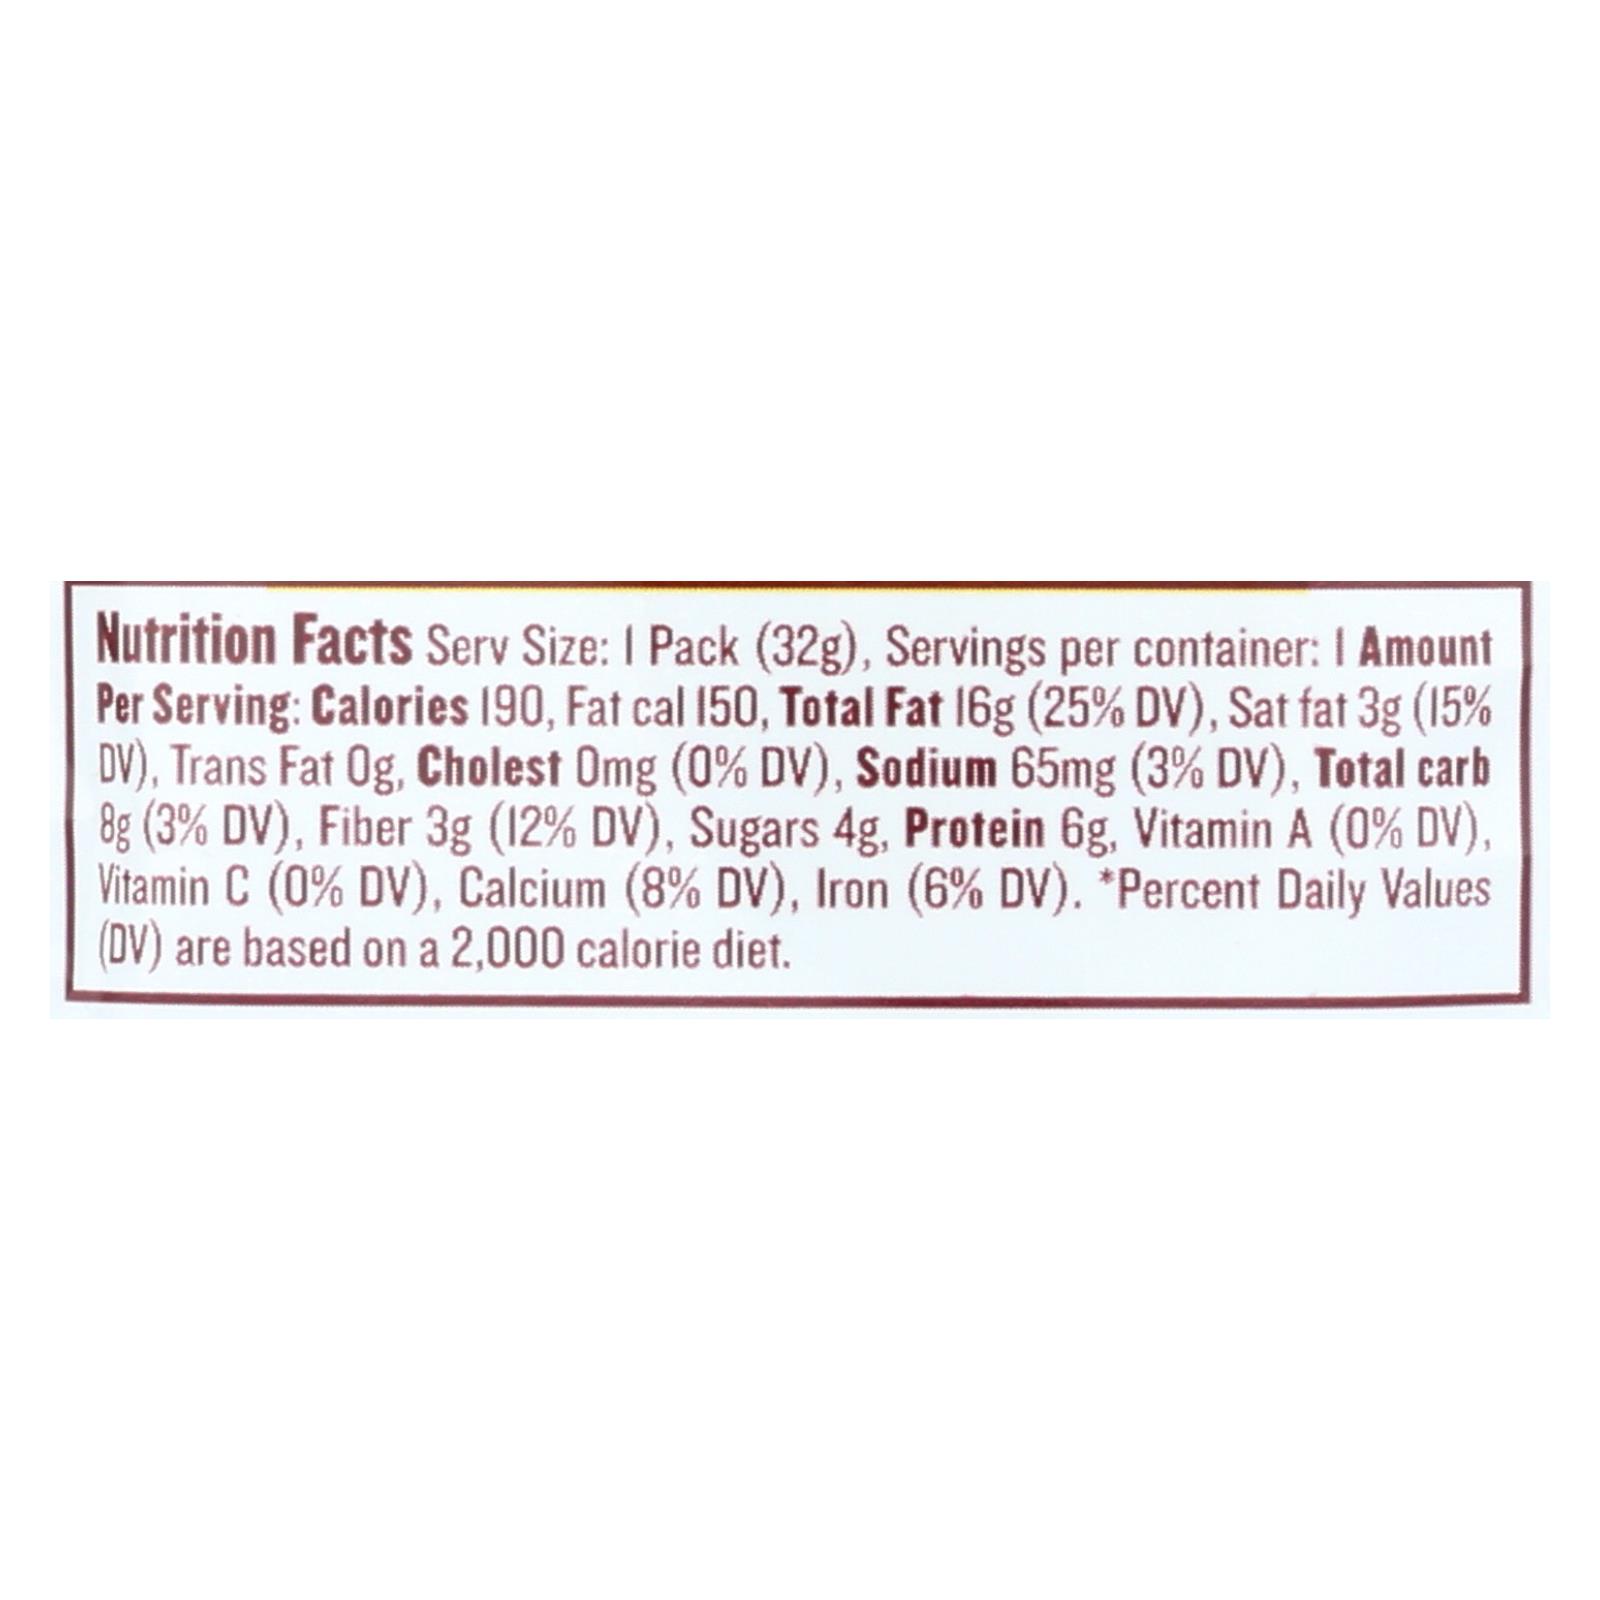 Nutrition Facts Serv Size: 1 Pack (32g), Servings per container: 1 Amount
Per Serving: Calories 190, Fat cal 150, Total Fat 16g (25% DV), Sat fat 3g (15%
DV), Trans Fat 0g, Cholest 0mg (0% DV), Sodium 65mg (3% DV), Total carb
8g (3% DV), Fiber 3g (12% DV), Sugars 4g, Protein 6g, Vitamin A (0% DV),
Vitamin C (0% DV), Calcium (8% DV), Iron (6% DV). *Percent Daily Values
(DV) are based on a 2,000 calorie diet.